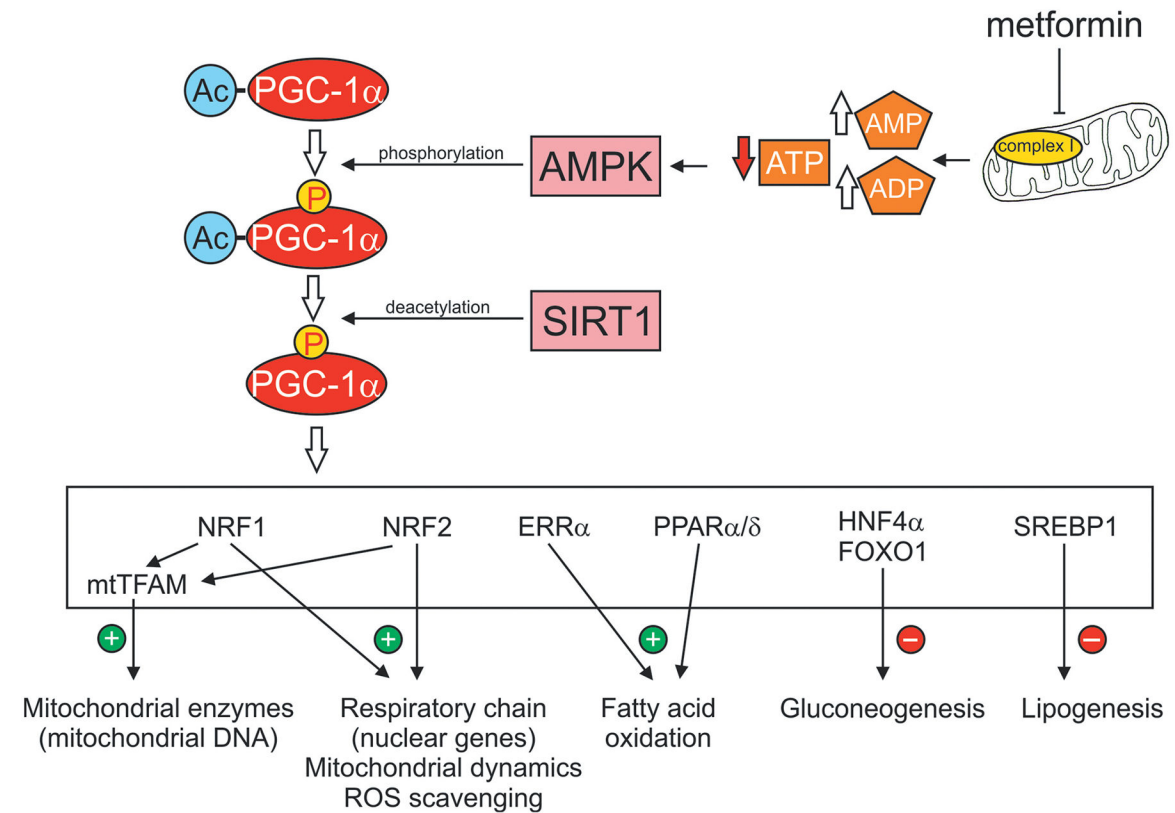 metformin
Ac
PGC-1α
AMP
complex I
phosphorylation
AMPK
ATP
ADP
P
Ac
PGC-1α
deacetylation
SIRT1
P
PGC-1α
NRF1
NRF2
ERRα
PPARα/δ
HNF4α
FOXO1
SREBP1
mtTFAM
+
+
+
−
−
Mitochondrial enzymes
(mitochondrial DNA)
Respiratory chain
(nuclear genes)
Mitochondrial dynamics
ROS scavenging
Fatty acid
oxidation
Gluconeogenesis
Lipogenesis